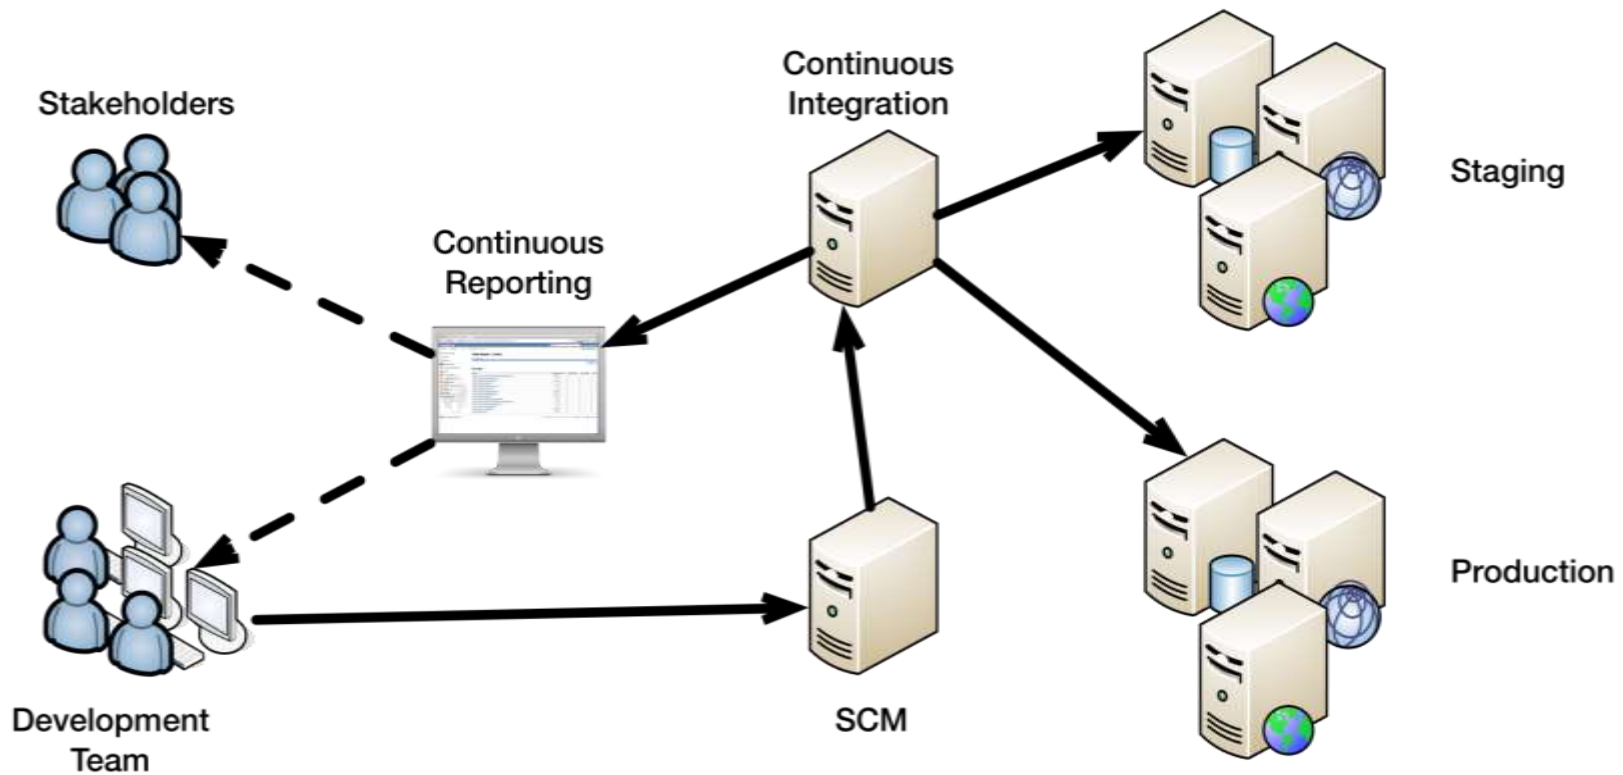 Continuous
Integration
Stakeholders
Staging
Continuous
Reporting
Production
Development
Team
SCM